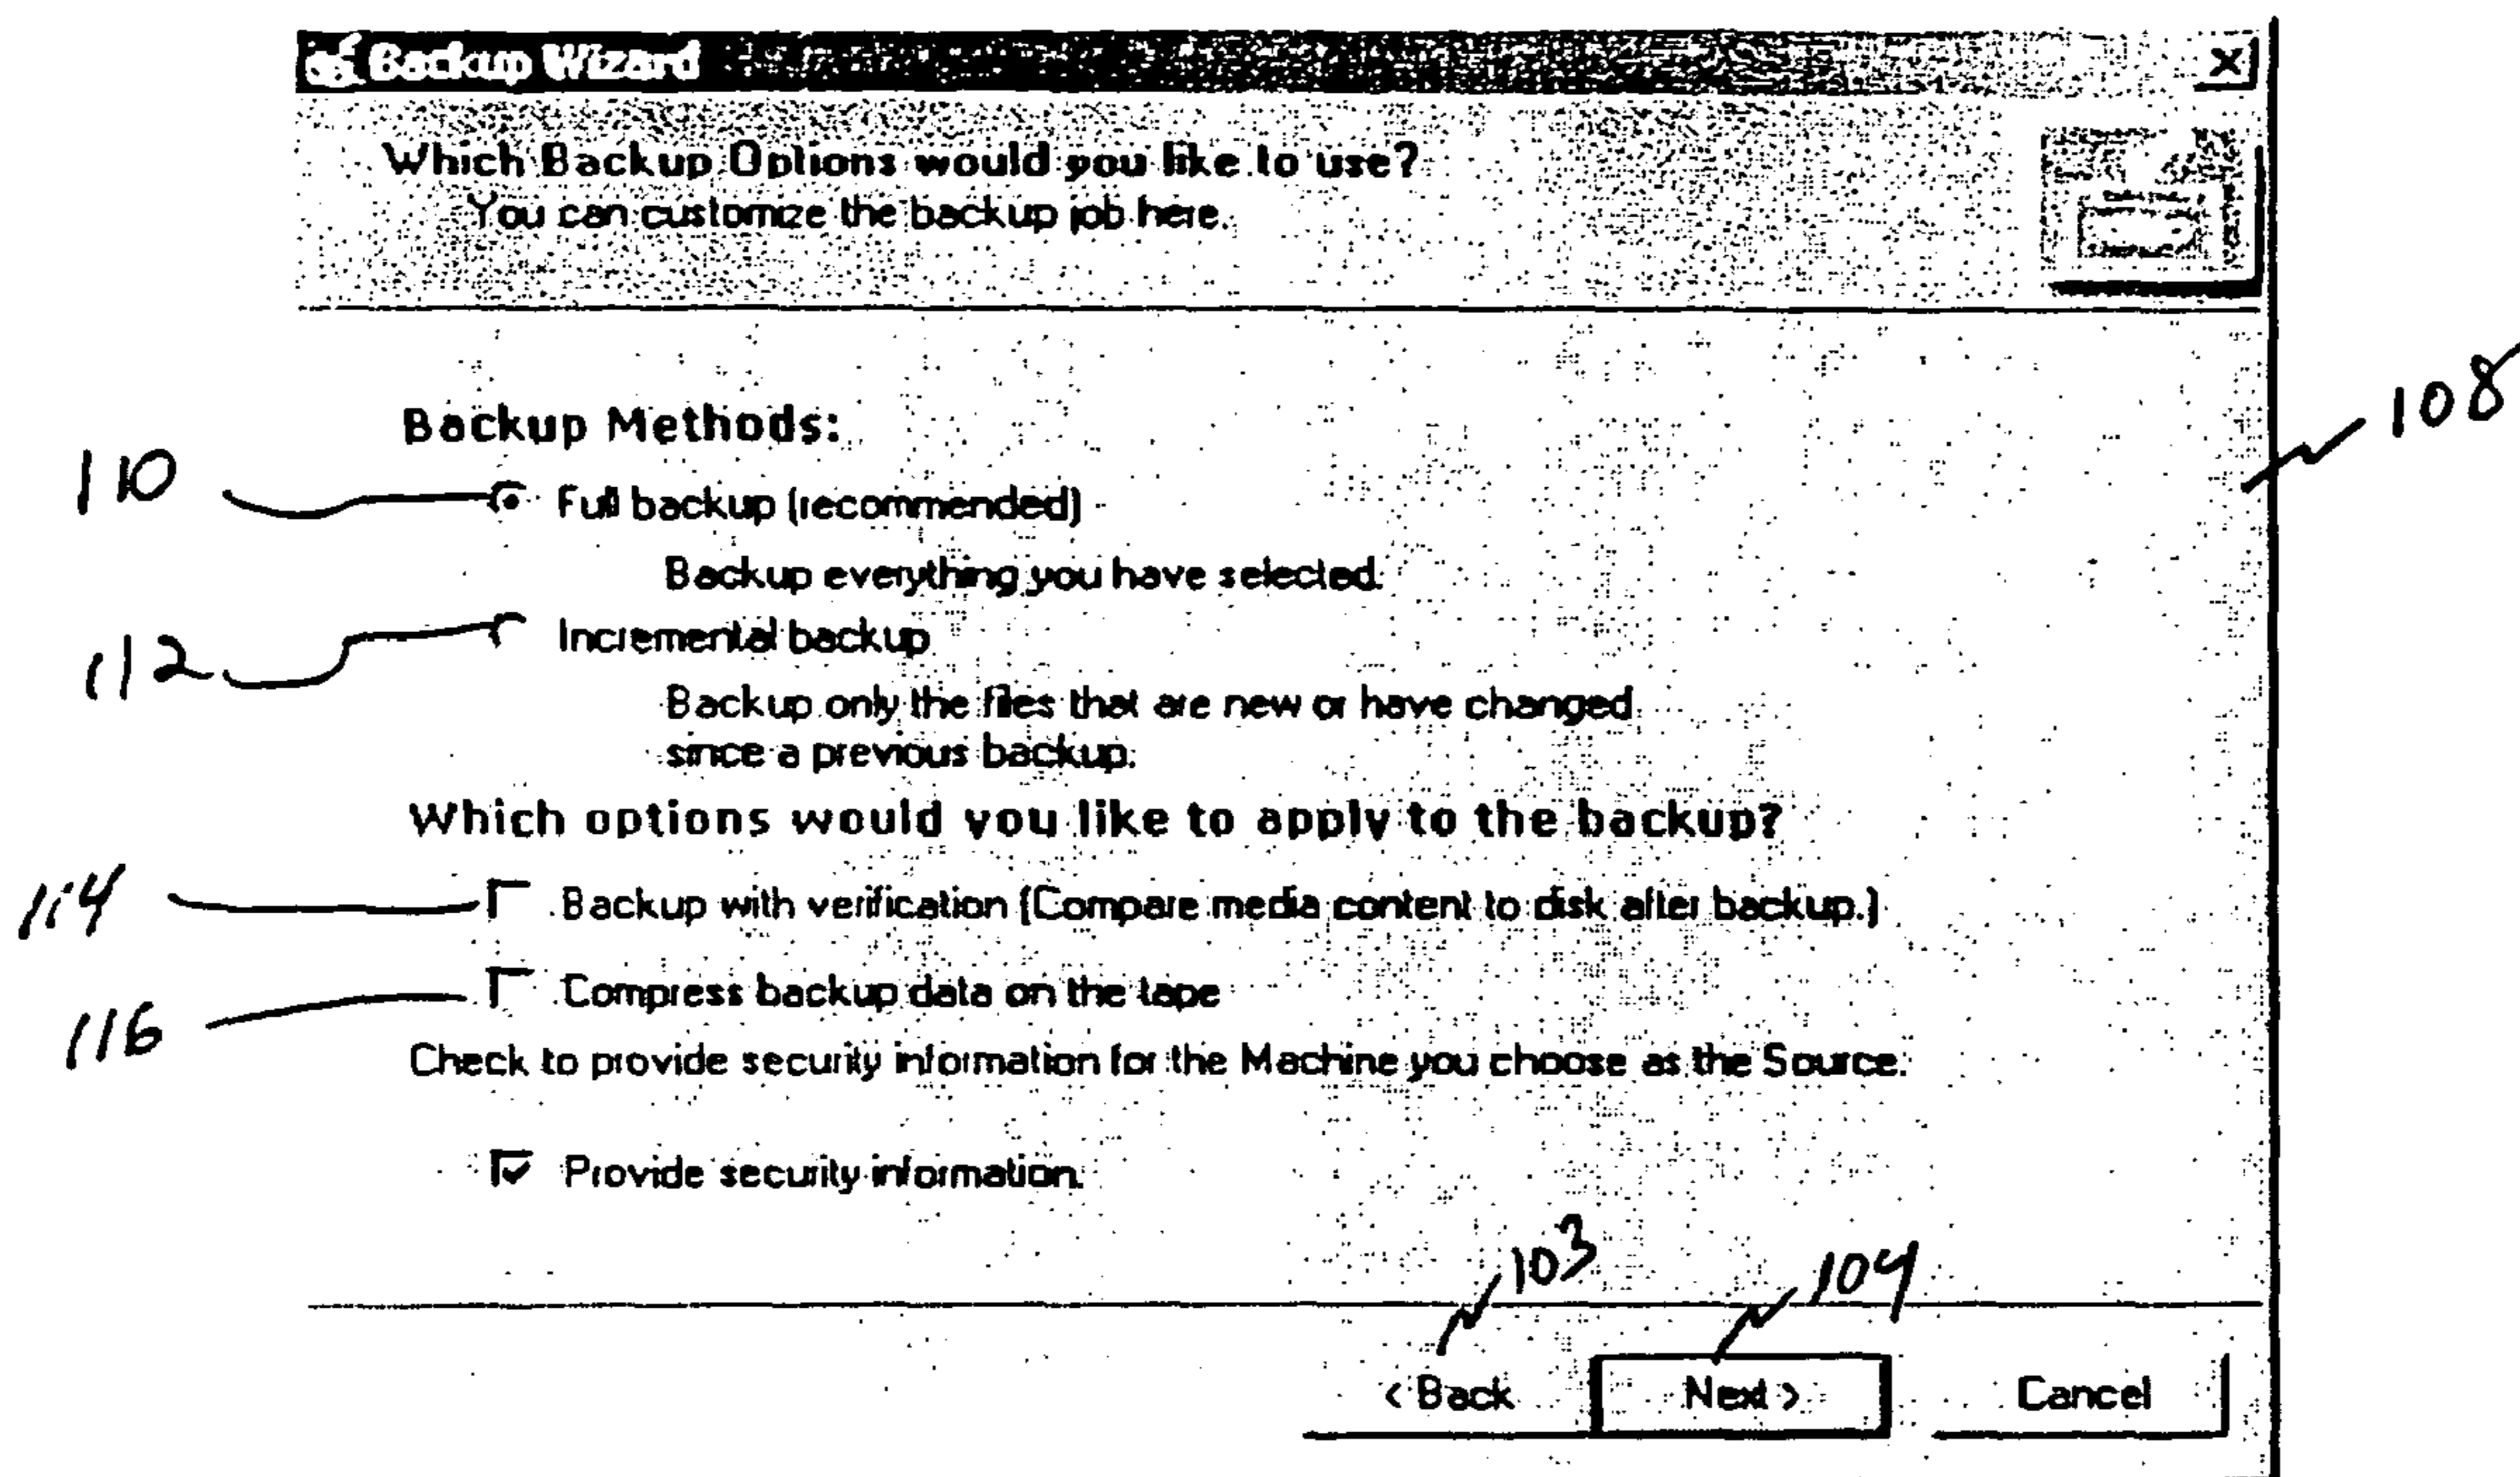 Backup Wizard
Which Backup Options would you like to use?
You can customize the backup job here.
108
Backup Methods:
110
Full backup (recommended)
Backup everything you have selected.
112
Incremental backup
Backup only the files that are new or have changed
since a previous backup.
Which options would you like to apply to the backup?
114
Backup with verification (Compare media content to disk after backup.)
116
Compress backup data on the tape
Check to provide security information for the Machine you choose as the Source.
Provide security information.
103
104
< Back
Next >
Cancel